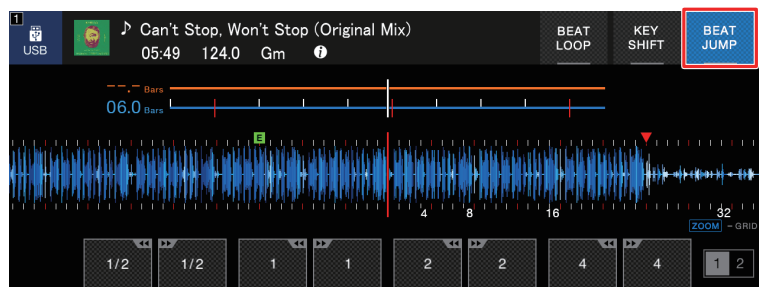 1
USB
♪ Can't Stop, Won't Stop (Original Mix)
05:49 124.0 Gm i
BEAT LOOP
KEY SHIFT
BEAT JUMP
--.- Bars
06.0 Bars
E
4 8 16 32
ZOOM - GRID
1/2 1/2 1 1 2 2 4 4 1 2